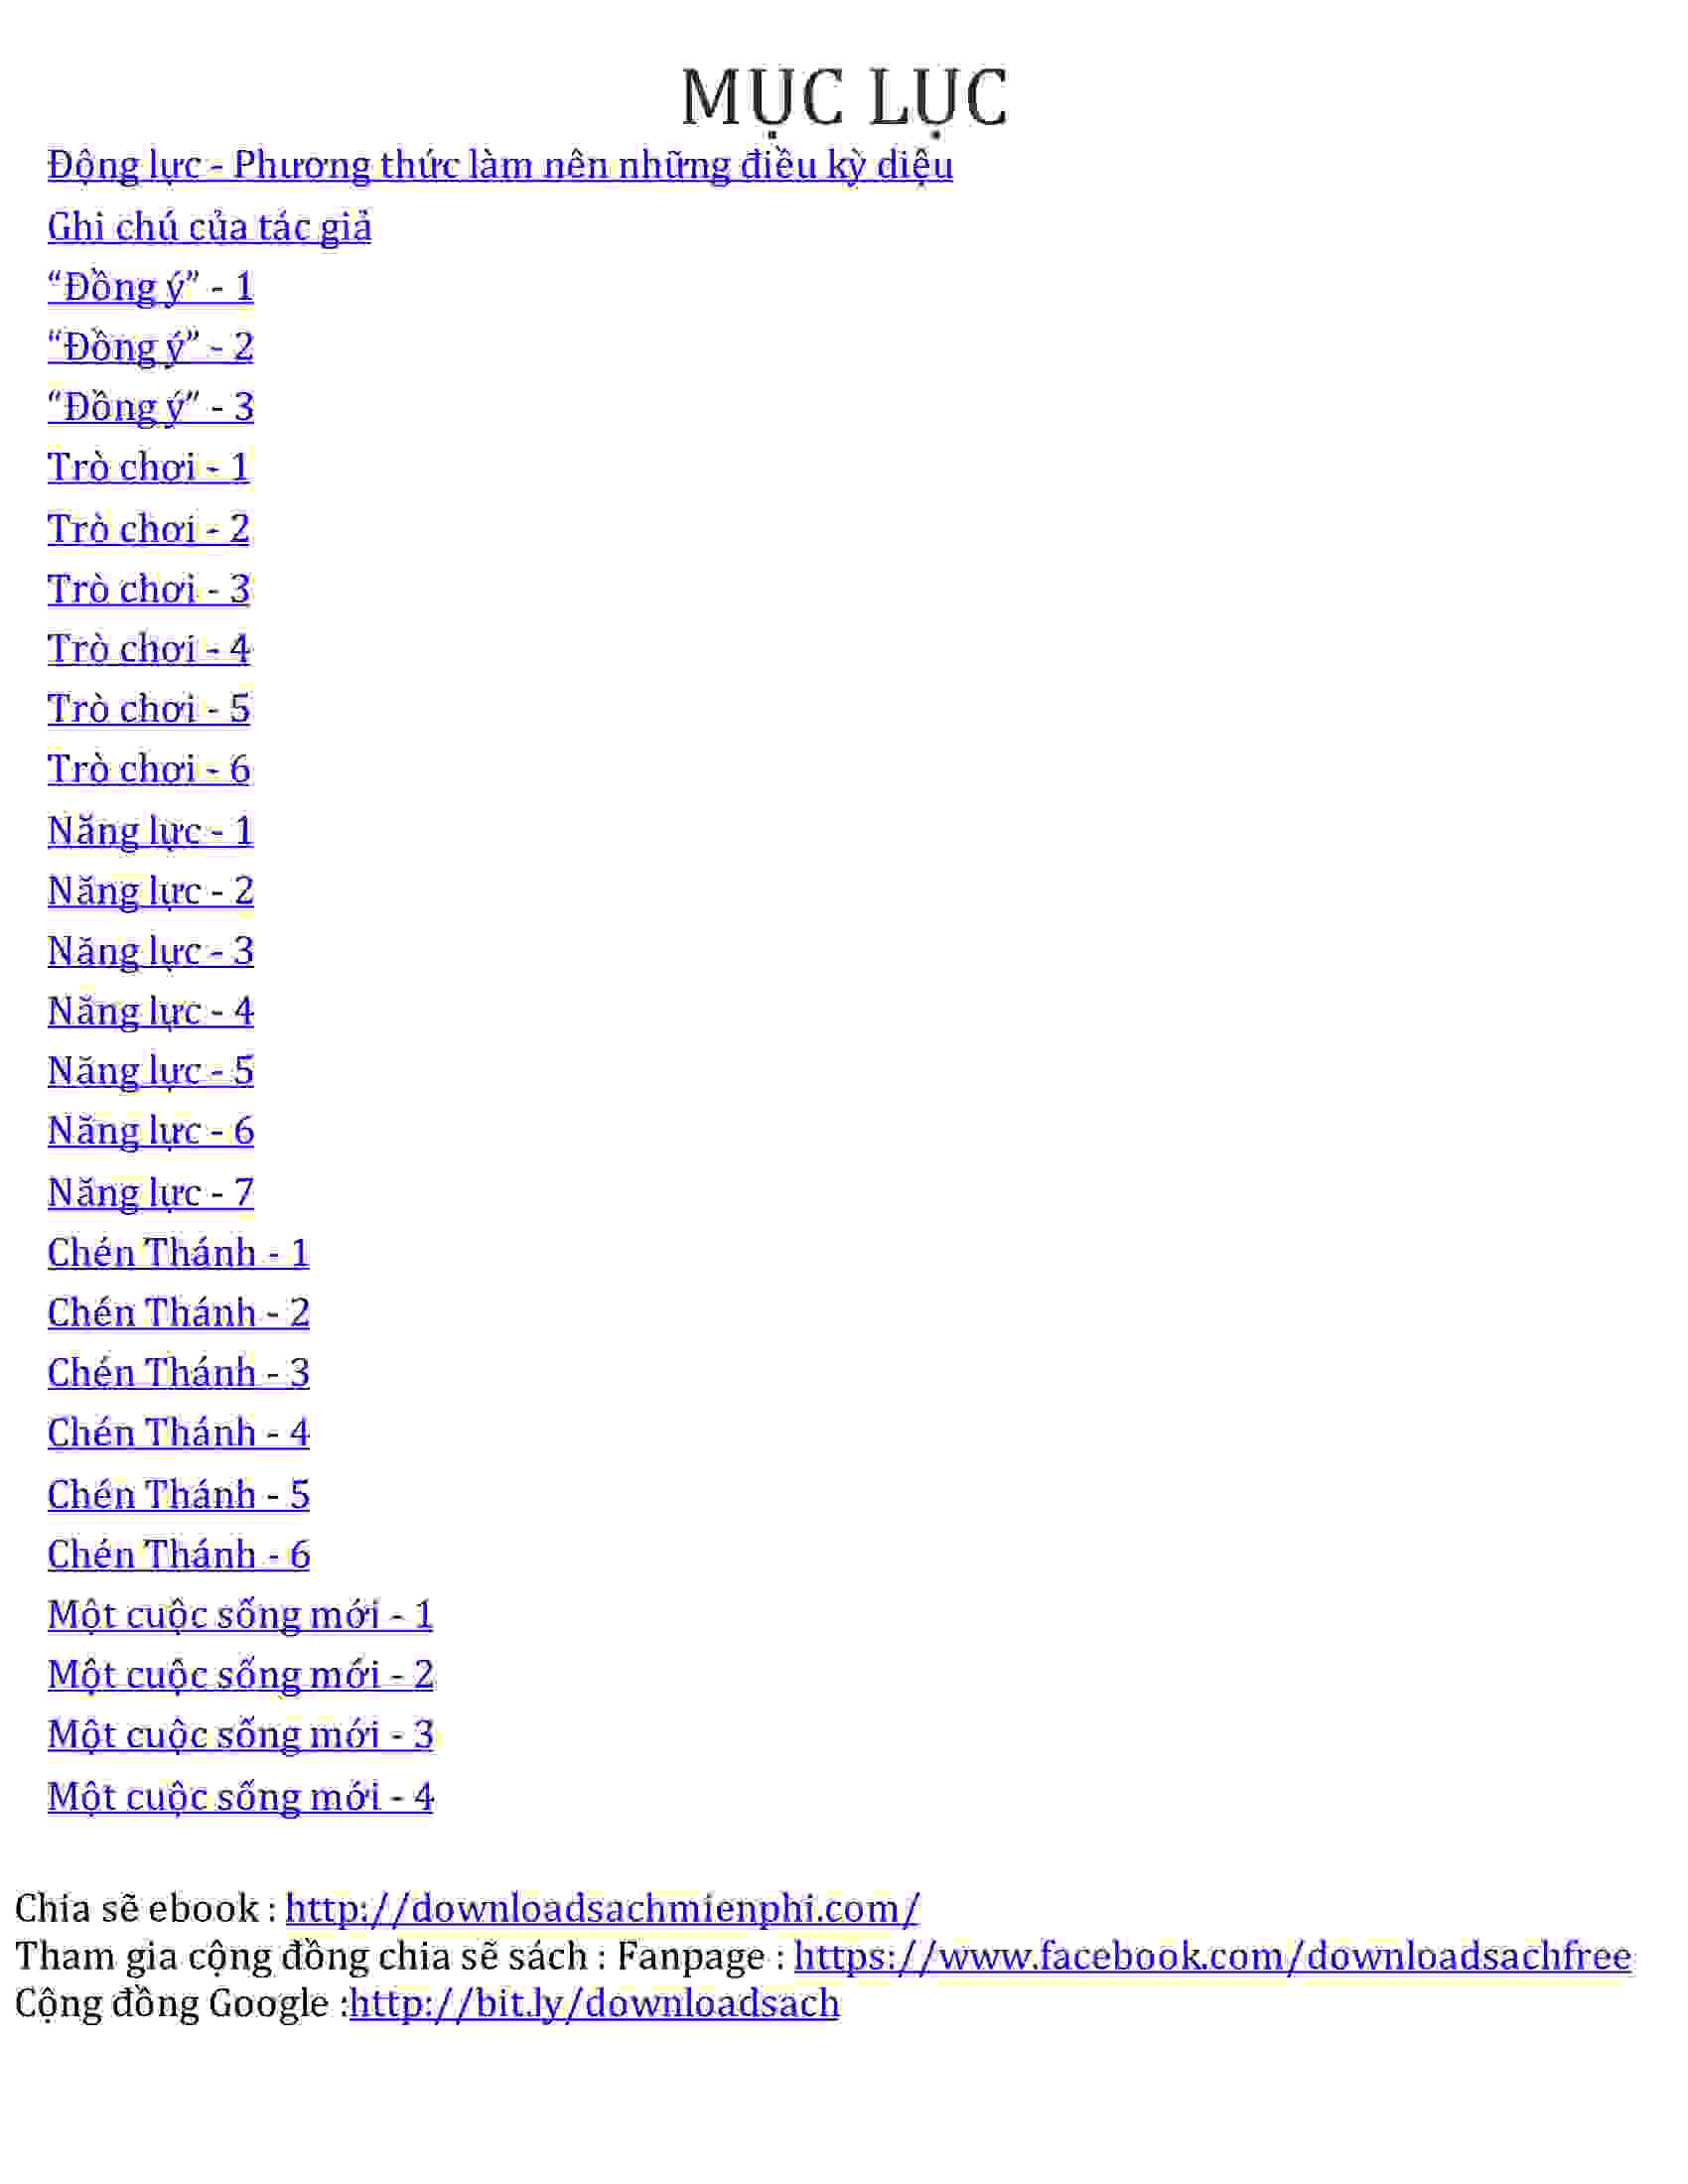 MỤC LỤC
Động lực - Phương thức làm nên những điều kỳ diệu
Ghi chú của tác giả
“Đồng ý” - 1
“Đồng ý” - 2
“Đồng ý” - 3
Trò chơi - 1
Trò chơi - 2
Trò chơi - 3
Trò chơi - 4
Trò chơi - 5
Trò chơi - 6
Năng lực - 1
Năng lực - 2
Năng lực - 3
Năng lực - 4
Năng lực - 5
Năng lực - 6
Năng lực - 7
Chén Thánh - 1
Chén Thánh - 2
Chén Thánh - 3
Chén Thánh - 4
Chén Thánh - 5
Chén Thánh - 6
Một cuộc sống mới - 1
Một cuộc sống mới - 2
Một cuộc sống mới - 3
Một cuộc sống mới - 4
Chia sẽ ebook : http://downloadsachmienphi.com/
Tham gia cộng đồng chia sẽ sách : Fanpage : https://www.facebook.com/downloadsachfree
Cộng đồng Google :http://bit.ly/downloadsach